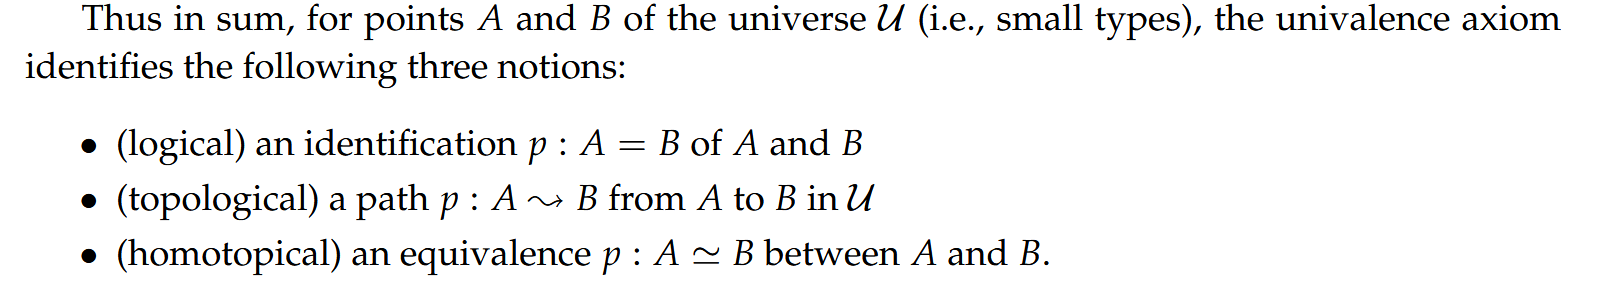 Thus in sum, for points A and B of the universe 𝒰 (i.e., small types), the univalence axiom
identifies the following three notions:
• (logical) an identification p : A = B of A and B
• (topological) a path p : A ⇝ B from A to B in 𝒰
• (homotopical) an equivalence p : A ≃ B between A and B.